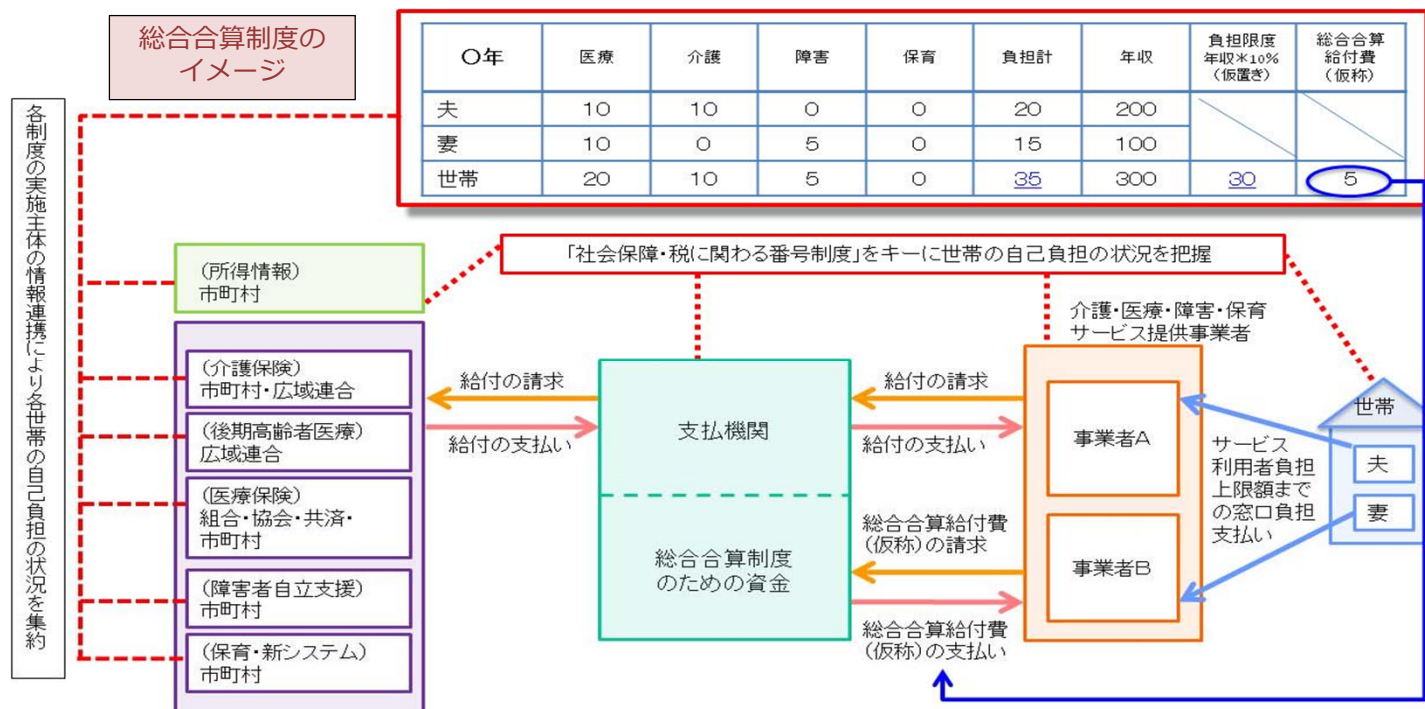 総合合算制度の
イメージ
〇年 医療 介護 障害 保育 負担計 年収 負担限度 年収*10% (仮置き) 総合合算 給付費 (仮称)
夫 10 10 0 0 20 200
妻 10 0 5 0 15 100
世帯 20 10 5 0 35 300 30 5
各制度の実施主体の情報連携により各世帯の自己負担の状況を集約
「社会保障・税に関わる番号制度」をキーに世帯の自己負担の状況を把握
(所得情報)
市町村
(介護保険)
市町村・広域連合
(後期高齢者医療)
広域連合
(医療保険)
組合・協会・共済・
市町村
(障害者自立支援)
市町村
(保育・新システム)
市町村
給付の請求
給付の支払い
支払機関
総合合算制度
のための資金
給付の請求
給付の支払い
総合合算給付費
(仮称)の請求
総合合算給付費
(仮称)の支払い
介護・医療・障害・保育
サービス提供事業者
事業者A
事業者B
サービス
利用者負担
上限額まで
の窓口負担
支払い
世帯
夫
妻